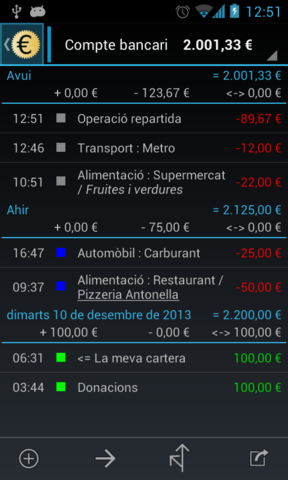 12:51
Compte bancari 2.001,33 €
Avui = 2.001,33 €
+ 0,00 € - 123,67 € <-> 0,00 €
12:51 Operació repartida -89,67 €
12:46 Transport : Metro -12,00 €
10:51 Alimentació : Supermercat -22,00 €
/ Fruites i verdures
Ahir = 2.125,00 €
+ 0,00 € - 75,00 € <-> 0,00 €
16:47 Automòbil : Carburant -25,00 €
09:37 Alimentació : Restaurant / -50,00 €
Pizzeria Antonella
dimarts 10 de desembre de 2013 = 2.200,00 €
+ 100,00 € - 0,00 € <-> 100,00 €
06:31 <= La meva cartera 100,00 €
03:44 Donacions 100,00 €